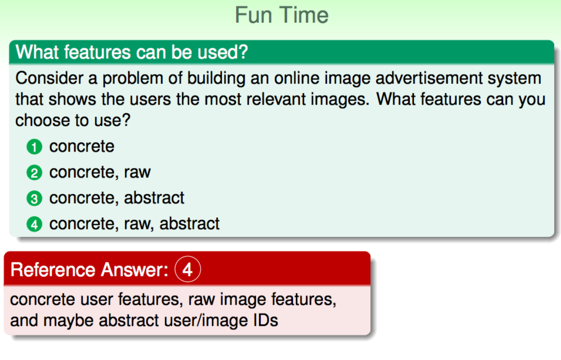 Fun Time
What features can be used?
Consider a problem of building an online image advertisement system
that shows the users the most relevant images. What features can you
choose to use?
1 concrete
2 concrete, raw
3 concrete, abstract
4 concrete, raw, abstract
Reference Answer: 4
concrete user features, raw image features,
and maybe abstract user/image IDs